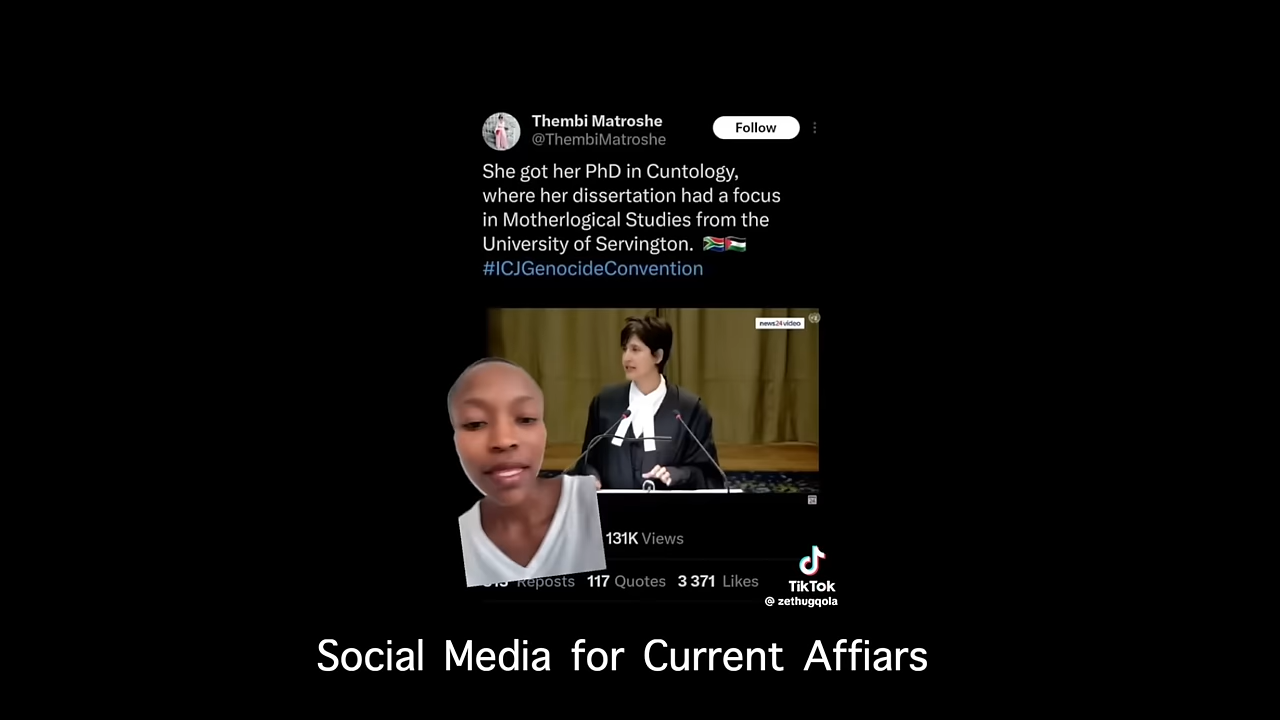 Thembi Matroshe
Follow
@ThembiMatroshe
She got her PhD in Cuntology,
where her dissertation had a focus
in Motherlogical Studies from the
University of Servington. 🇿🇦🇵🇸
#ICJGenocideConvention
news24video
131K Views
Reposts 117 Quotes 3 371 Likes
TikTok
@ zethugqola
Social Media for Current Affiars